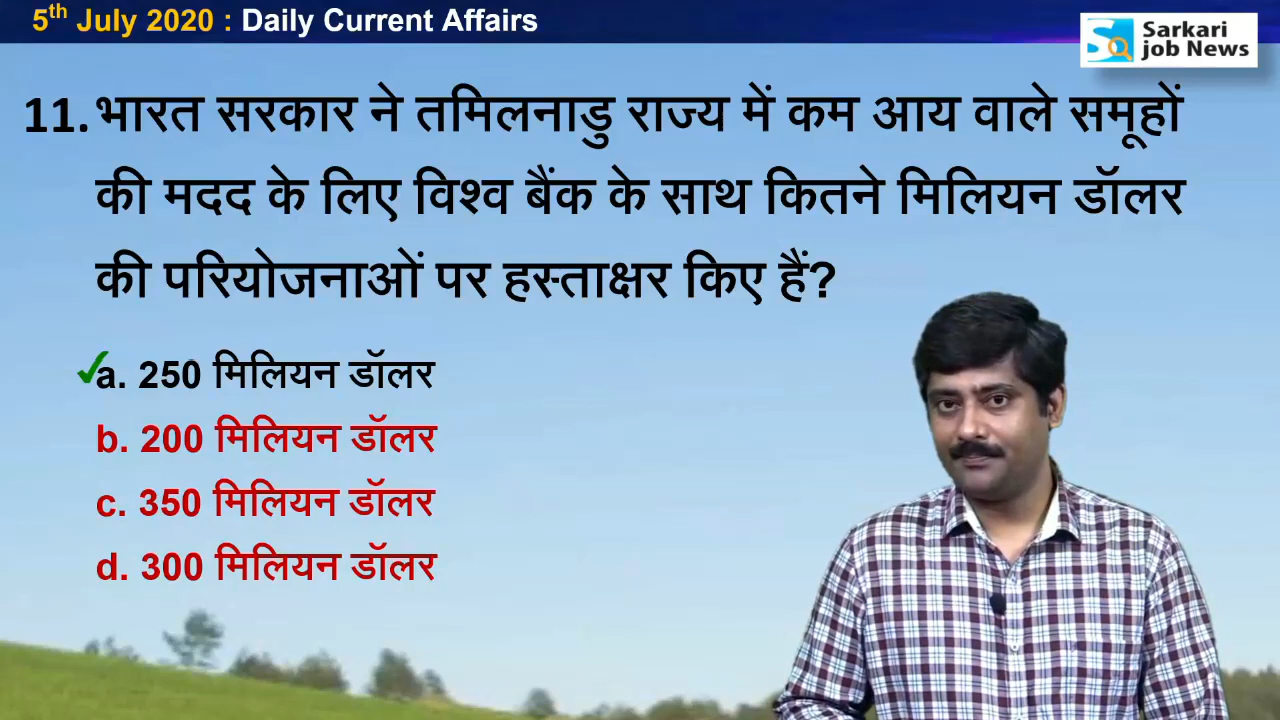 5th July 2020 : Daily Current Affairs
Sarkari
job News
11. भारत सरकार ने तमिलनाडु राज्य में कम आय वाले समूहों
की मदद के लिए विश्व बैंक के साथ कितने मिलियन डॉलर
की परियोजनाओं पर हस्ताक्षर किए हैं?
a. 250 मिलियन डॉलर
b. 200 मिलियन डॉलर
c. 350 मिलियन डॉलर
d. 300 मिलियन डॉलर